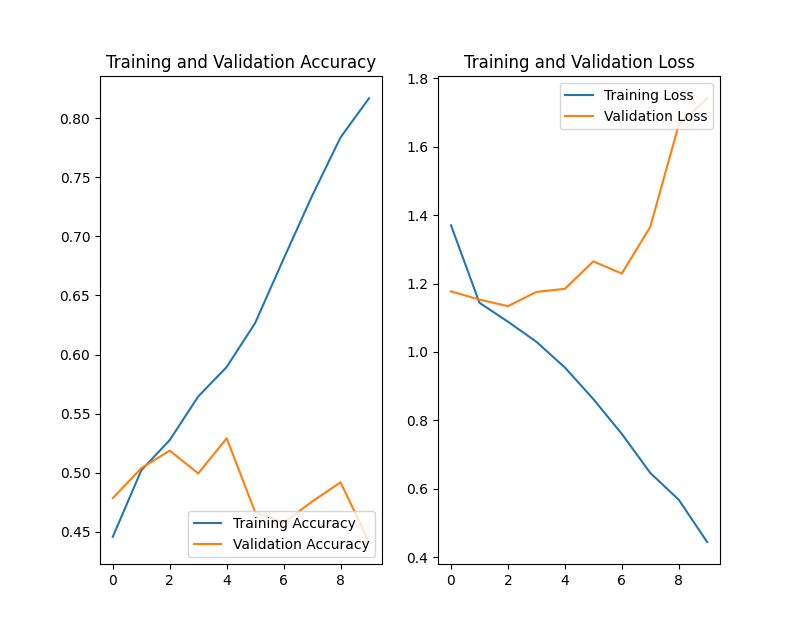 Training and Validation Accuracy
0.80
0.75
0.70
0.65
0.60
0.55
0.50
0.45
0 2 4 6 8
Training Accuracy
Validation Accuracy
Training and Validation Loss
1.8
1.6
1.4
1.2
1.0
0.8
0.6
0.4
0 2 4 6 8
Training Loss
Validation Loss